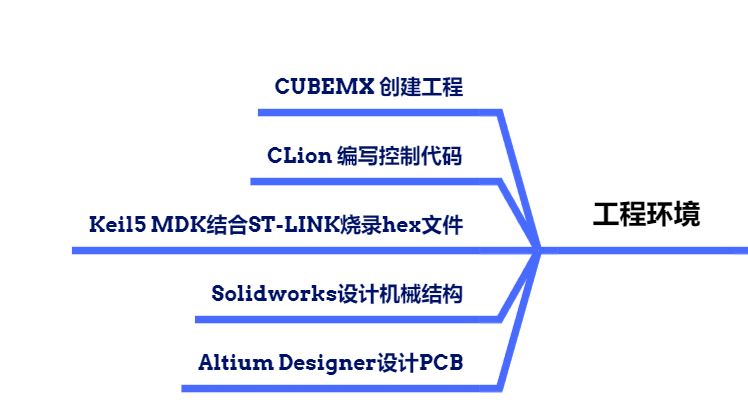 CUBEMX 创建工程
CLion 编写控制代码
工程环境
Keil5 MDK结合ST-LINK烧录hex文件
Solidworks设计机械结构
Altium Designer设计PCB